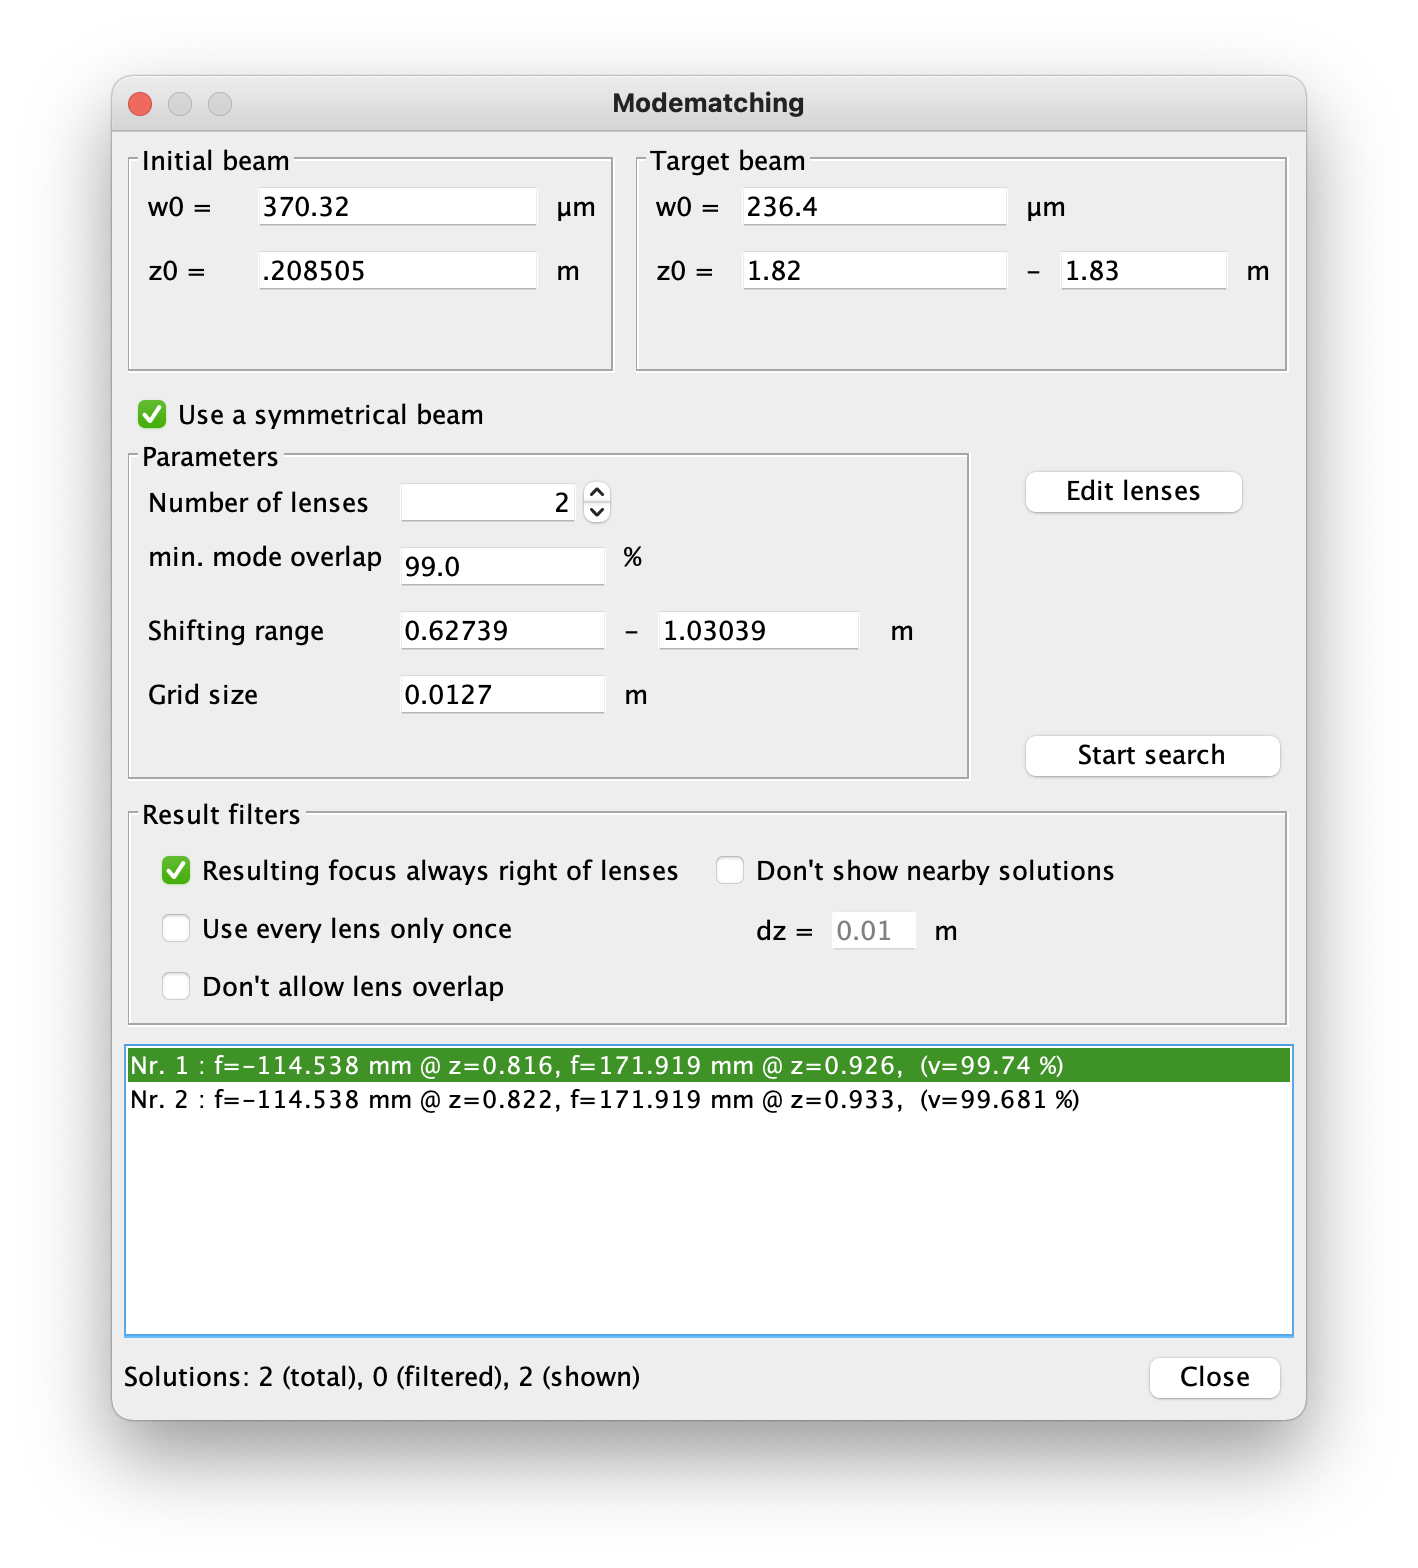 Modematching
Initial beam
w0 = 370.32 µm
z0 = .208505 m
Target beam
w0 = 236.4 µm
z0 = 1.82 - 1.83 m
Use a symmetrical beam
Parameters
Number of lenses 2
min. mode overlap 99.0 %
Shifting range 0.62739 - 1.03039 m
Grid size 0.0127 m
Edit lenses
Start search
Result filters
Resulting focus always right of lenses
Don't show nearby solutions
Use every lens only once
dz = 0.01 m
Don't allow lens overlap
Nr. 1 : f=-114.538 mm @ z=0.816, f=171.919 mm @ z=0.926, (v=99.74 %)
Nr. 2 : f=-114.538 mm @ z=0.822, f=171.919 mm @ z=0.933, (v=99.681 %)
Solutions: 2 (total), 0 (filtered), 2 (shown)
Close